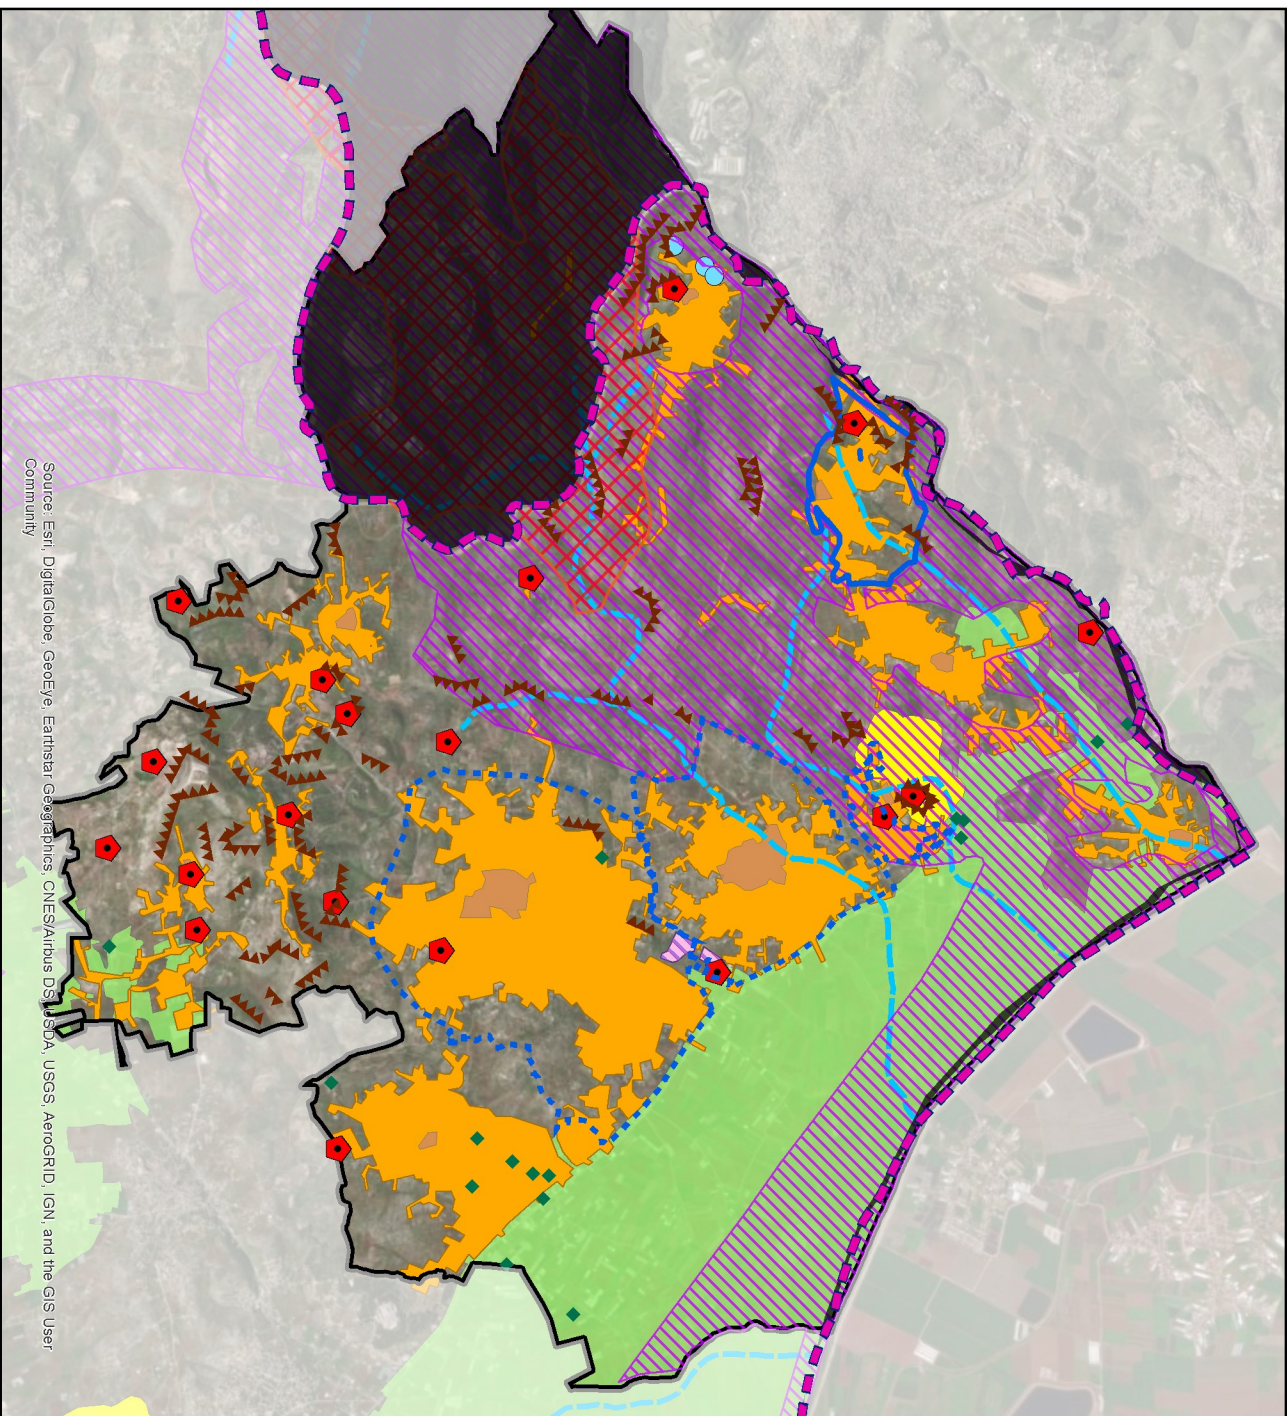 Source: Esri, DigitalGlobe, GeoEye, Earthstar Geographics, CNES/Airbus DS, USDA, USGS, AeroGRID, IGN, and the GIS User
Community